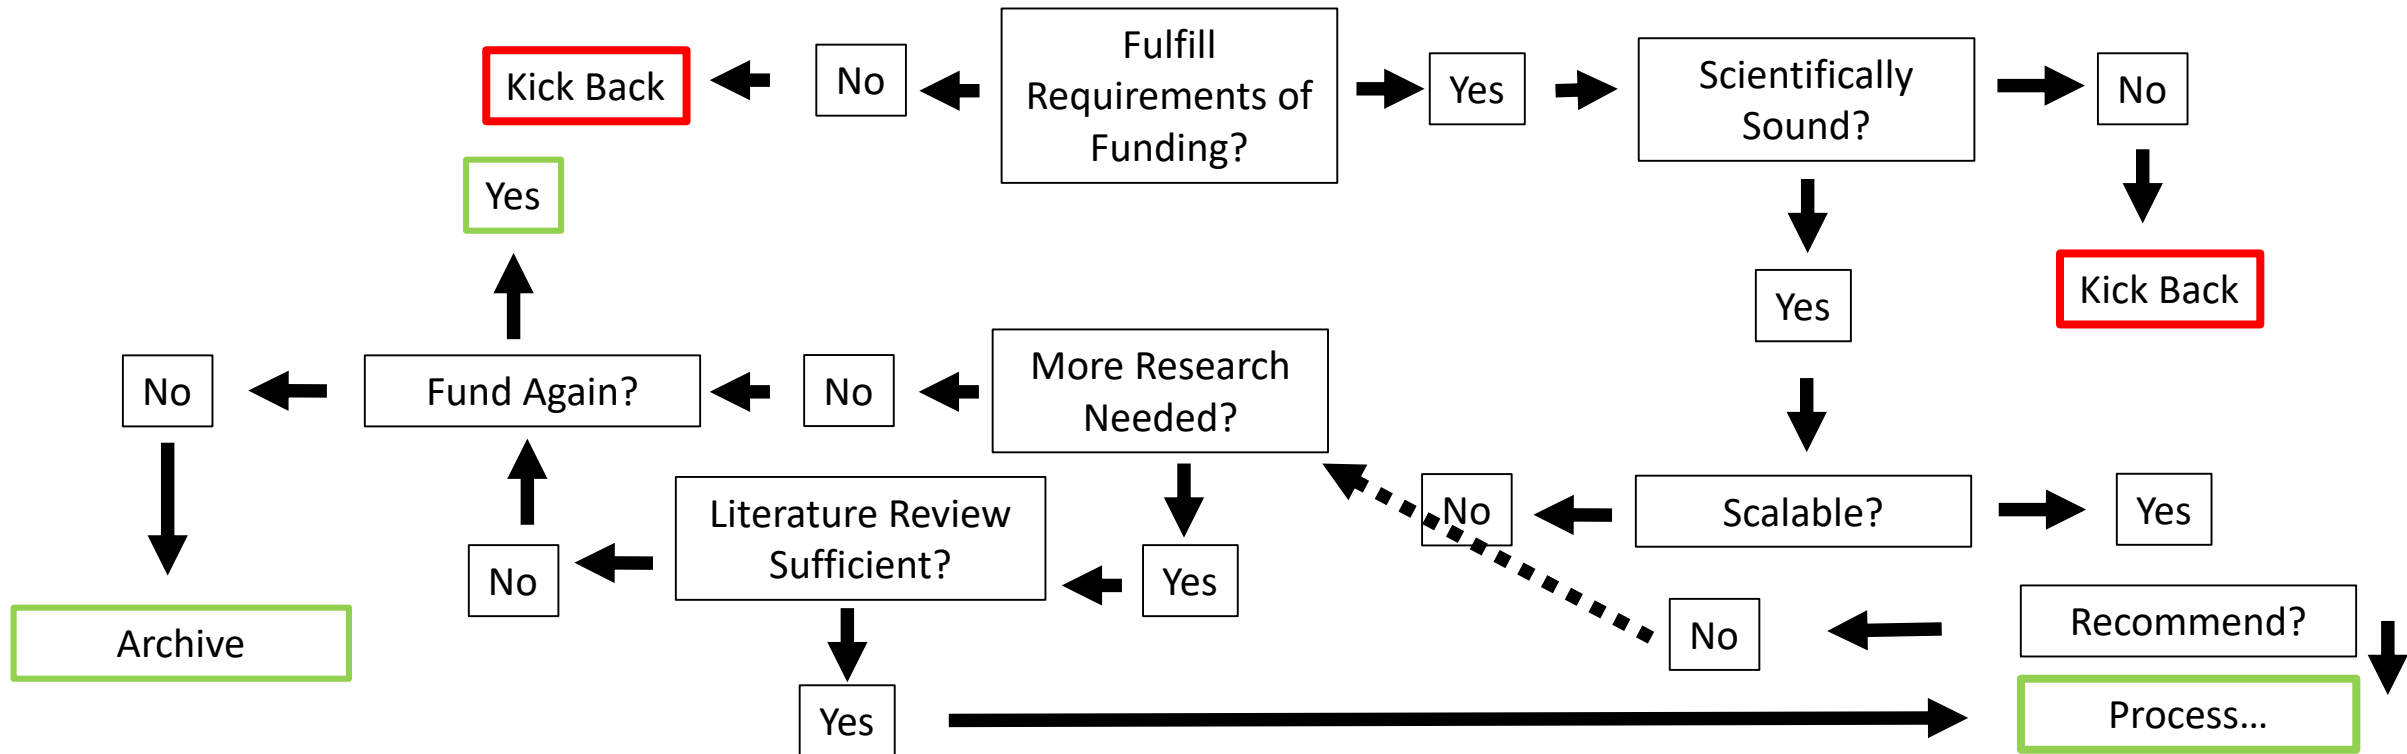 Kick Back
No
Fulfill
Requirements of
Funding?
Yes
Scientifically
Sound?
No
Yes
Yes
Kick Back
No
Fund Again?
No
More Research
Needed?
Literature Review
Sufficient?
No
Scalable?
Yes
No
Yes
No
Recommend?
Archive
Yes
Process…